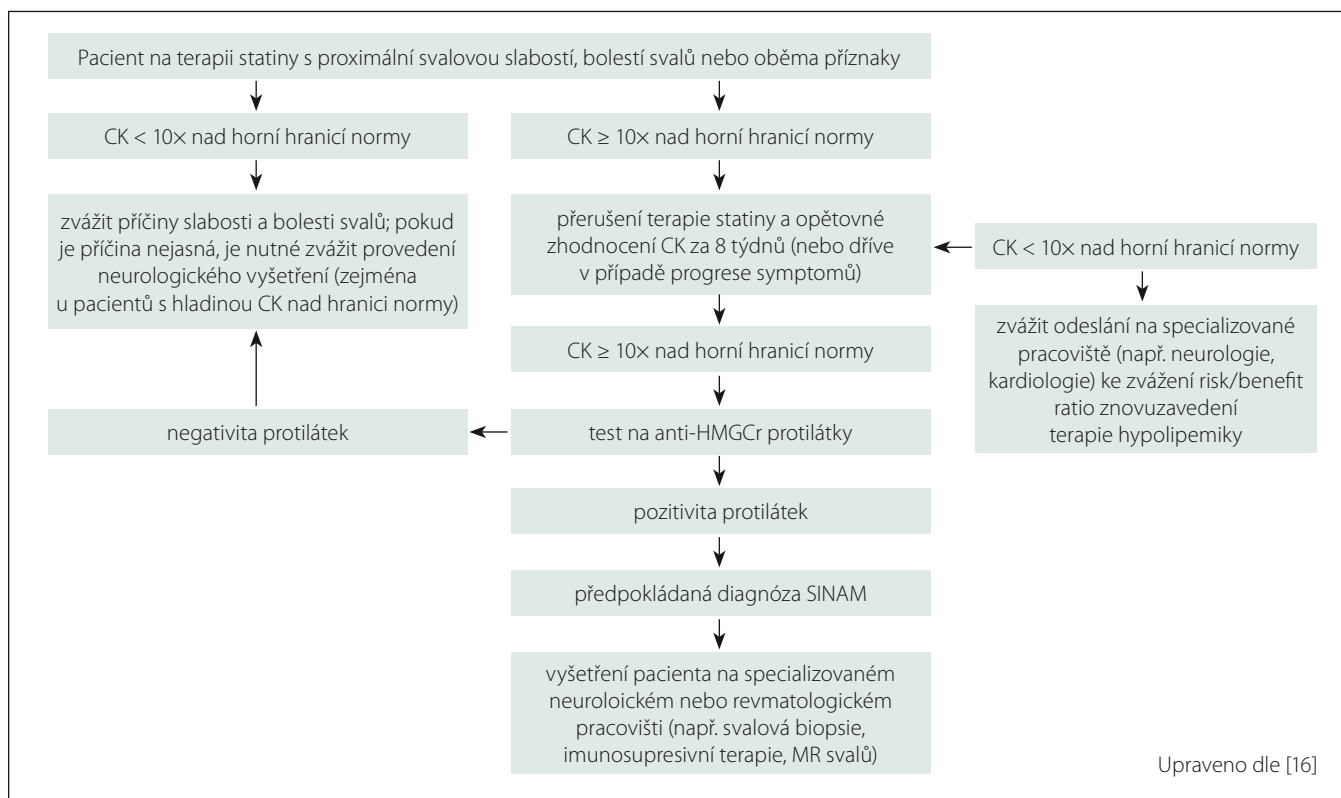 Pacient na terapii statiny s proximální svalovou slabostí, bolestí svalů nebo oběma příznaky
CK < 10× nad horní hranicí normy
CK ≥ 10× nad horní hranicí normy
zvážit příčiny slabosti a bolesti svalů; pokud
je příčina nejasná, je nutné zvážit provedení
neurologického vyšetření (zejména
u pacientů s hladinou CK nad hranici normy)
přerušení terapie statiny a opětovné
zhodnocení CK za 8 týdnů (nebo dříve
v případě progrese symptomů)
CK < 10× nad horní hranicí normy
zvážit odeslání na specializované
pracoviště (např. neurologie,
kardiologie) ke zvážení risk/benefit
ratio znovuzavedení
terapie hypolipemiky
CK ≥ 10× nad horní hranicí normy
negativita protilátek
test na anti-HMGCr protilátky
pozitivita protilátek
předpokládaná diagnóza SINAM
vyšetření pacienta na specializovaném
neuroloickém nebo revmatologickém
pracovišti (např. svalová biopsie,
imunosupresivní terapie, MR svalů)
Upraveno dle [16]